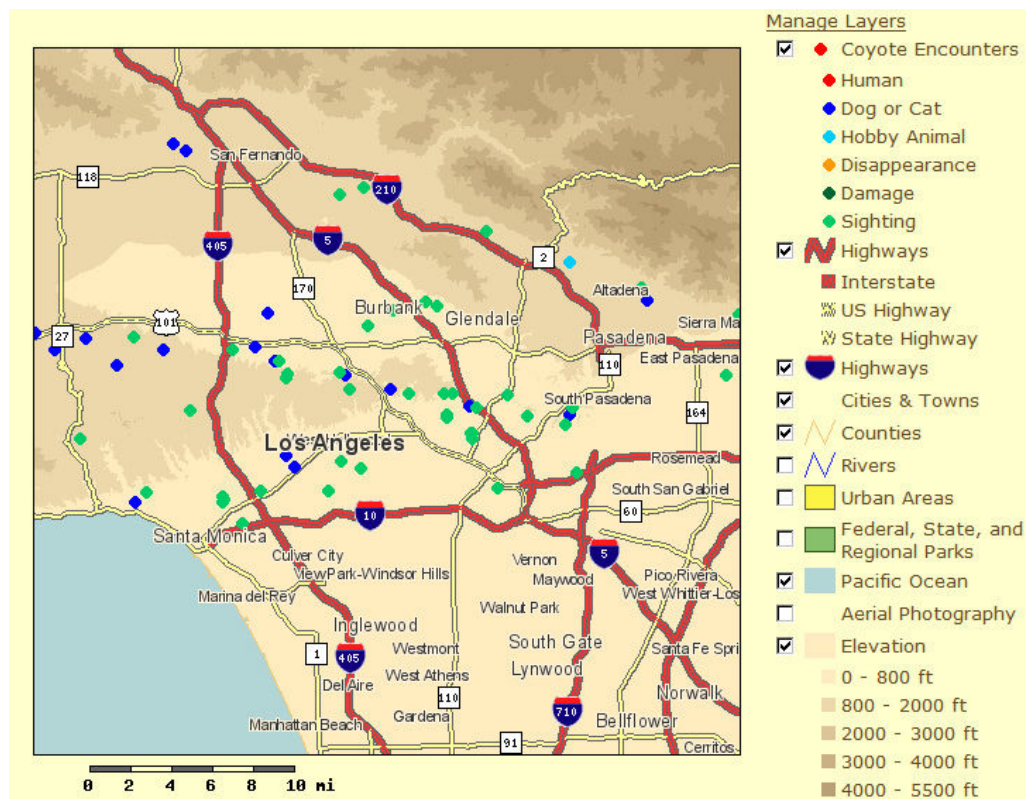 Manage Layers
Coyote Encounters
Human
Dog or Cat
Hobby Animal
Disappearance
Damage
Sighting
Highways
Interstate
US Highway
State Highway
Highways
Cities & Towns
Counties
Rivers
Urban Areas
Federal, State, and
Regional Parks
Pacific Ocean
Aerial Photography
Elevation
0 - 800 ft
800 - 2000 ft
2000 - 3000 ft
3000 - 4000 ft
4000 - 5500 ft
San Fernando
118
210
405
5
2
170
Altadena
Burbank
Glendale
101
27
Sierra Ma
Pasadena
East Pasadena
110
South Pasadena
164
Los Angeles
Rosemead
South San Gabriel
10
60
Santa Monica
Culver City
Vernon
5
View Park-Windsor Hills
Maywood
Pico Rivera
Marina del Rey
West Whittier-Los
Walnut Park
Inglewood
South Gate
1
405
Westmont
Santa Fe Spri
West Athens
Lynwood
Del Aire
110
Norwalk
710
Gardena
Manhattan Beach
Bellflower
91
Cerritos
0 2 4 6 8 10 mi